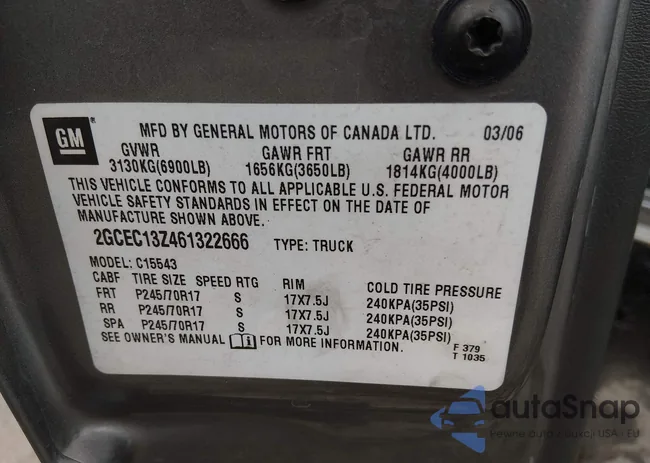 GM
MFD BY GENERAL MOTORS OF CANADA LTD. 03/06
GVWR GAWR FRT GAWR RR
3130KG(6900LB) 1656KG(3650LB) 1814KG(4000LB)
THIS VEHICLE CONFORMS TO ALL APPLICABLE U.S. FEDERAL MOTOR
VEHICLE SAFETY STANDARDS IN EFFECT ON THE DATE OF
MANUFACTURE SHOWN ABOVE.
2GCEC13Z461322666 TYPE: TRUCK
MODEL: C15543
CABF TIRE SIZE SPEED RTG RIM COLD TIRE PRESSURE
FRT P245/70R17 S 17X7.5J 240KPA(35PSI)
RR P245/70R17 S 17X7.5J 240KPA(35PSI)
SPA P245/70R17 S 17X7.5J 240KPA(35PSI)
SEE OWNER'S MANUAL FOR MORE INFORMATION.
F 379
T 1035
autoSnap
USA - EU